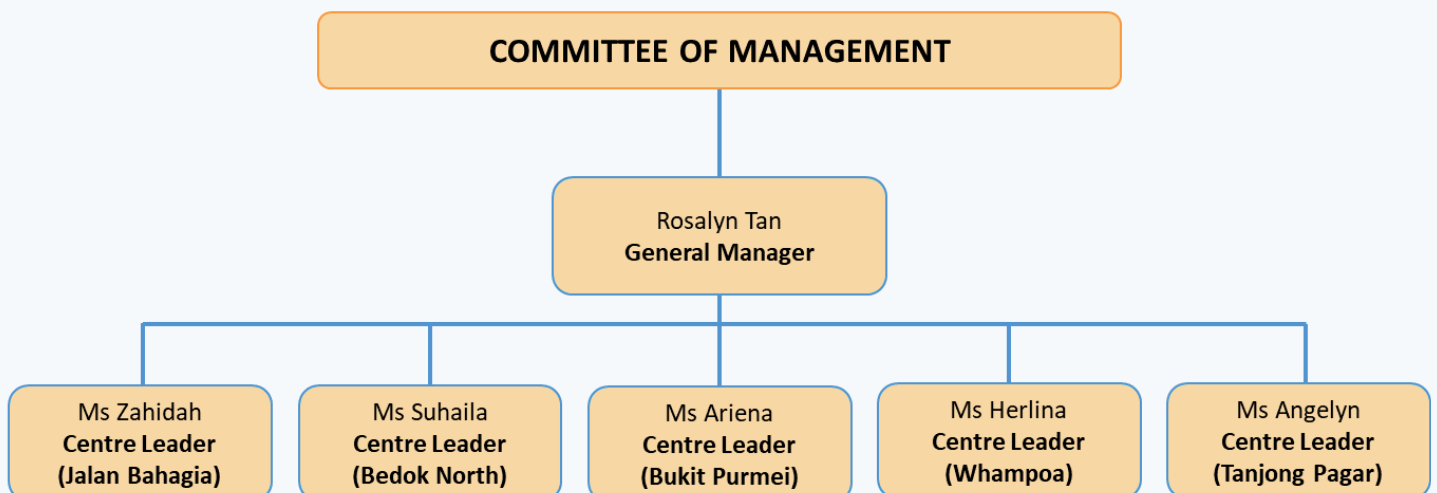 COMMITTEE OF MANAGEMENT
Rosalyn Tan
General Manager
Ms Zahidah
Centre Leader
(Jalan Bahagia)
Ms Suhaila
Centre Leader
(Bedok North)
Ms Ariena
Centre Leader
(Bukit Purmei)
Ms Herlina
Centre Leader
(Whampoa)
Ms Angelyn
Centre Leader
(Tanjong Pagar)